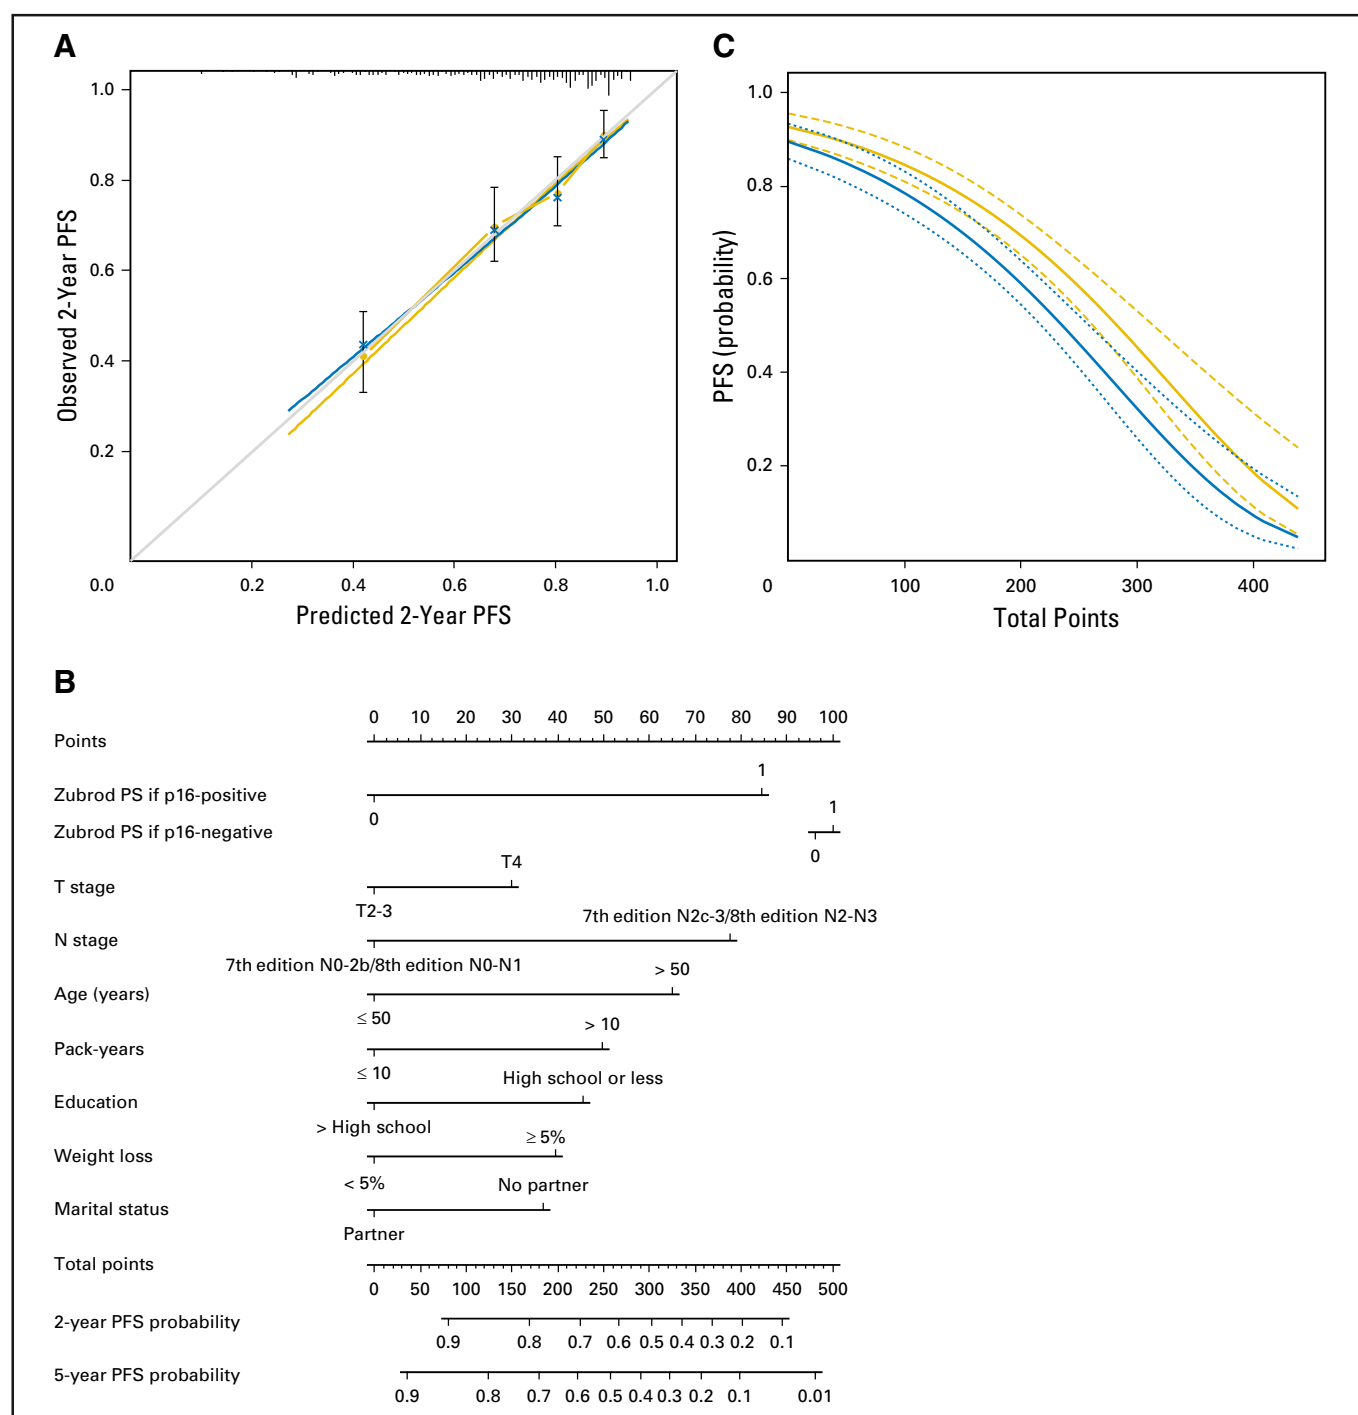 A
C
1.0
0.8
0.6
0.4
0.2
0.0
0.2
0.4
0.6
0.8
1.0
Observed 2-Year PFS
Predicted 2-Year PFS
1.0
0.8
0.6
0.4
0.2
0
100
200
300
400
PFS (probability)
Total Points
B
0 10 20 30 40 50 60 70 80 90 100
Points
1
Zubrod PS if p16-positive
0
1
Zubrod PS if p16-negative
0
T4
T stage
T2-3
7th edition N2c-3/8th edition N2-N3
N stage
7th edition N0-2b/8th edition N0-N1
> 50
Age (years)
≤ 50
> 10
Pack-years
≤ 10
High school or less
Education
> High school
≥ 5%
Weight loss
< 5%
No partner
Marital status
Partner
Total points
0 50 100 150 200 250 300 350 400 450 500
2-year PFS probability
0.9 0.8 0.7 0.6 0.5 0.4 0.3 0.2 0.1
5-year PFS probability
0.9 0.8 0.7 0.6 0.5 0.4 0.3 0.2 0.1 0.01